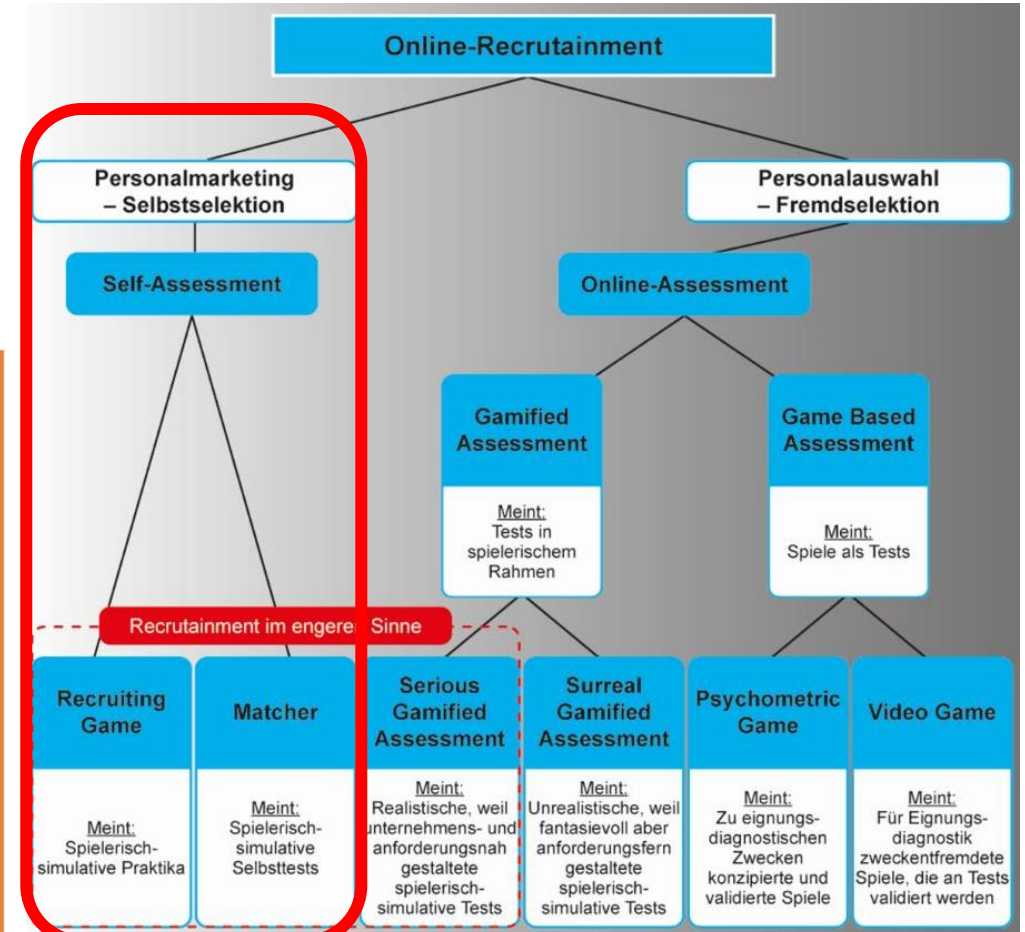 Online-Recrutainment
Personalmarketing
– Selbstselektion
Personalauswahl
– Fremdselektion
Self-Assessment
Online-Assessment
Gamified
Assessment
Meint:
Tests in
spielerischem
Rahmen
Game Based
Assessment
Meint:
Spiele als Tests
Recrutainment im engeren Sinne
Recruiting
Game
Meint:
Spielerisch-
simulative Praktika
Matcher
Meint:
Spielerisch-
simulative
Selbsttests
Serious
Gamified
Assessment
Meint:
Realistische, weil
unternehmens- und
anforderungsnah
gestaltete
spielerisch-
simulative Tests
Surreal
Gamified
Assessment
Meint:
Unrealistische, weil
fantasievoll aber
anforderungsfern
gestaltete
spielerisch-
simulative Tests
Psychometric
Game
Meint:
Zu eignungs-
diagnostischen
Zwecken
konzipierte und
validierte Spiele
Video Game
Meint:
Für Eignungs-
diagnostik
zweckentfremdete
Spiele, die an Tests
validiert werden